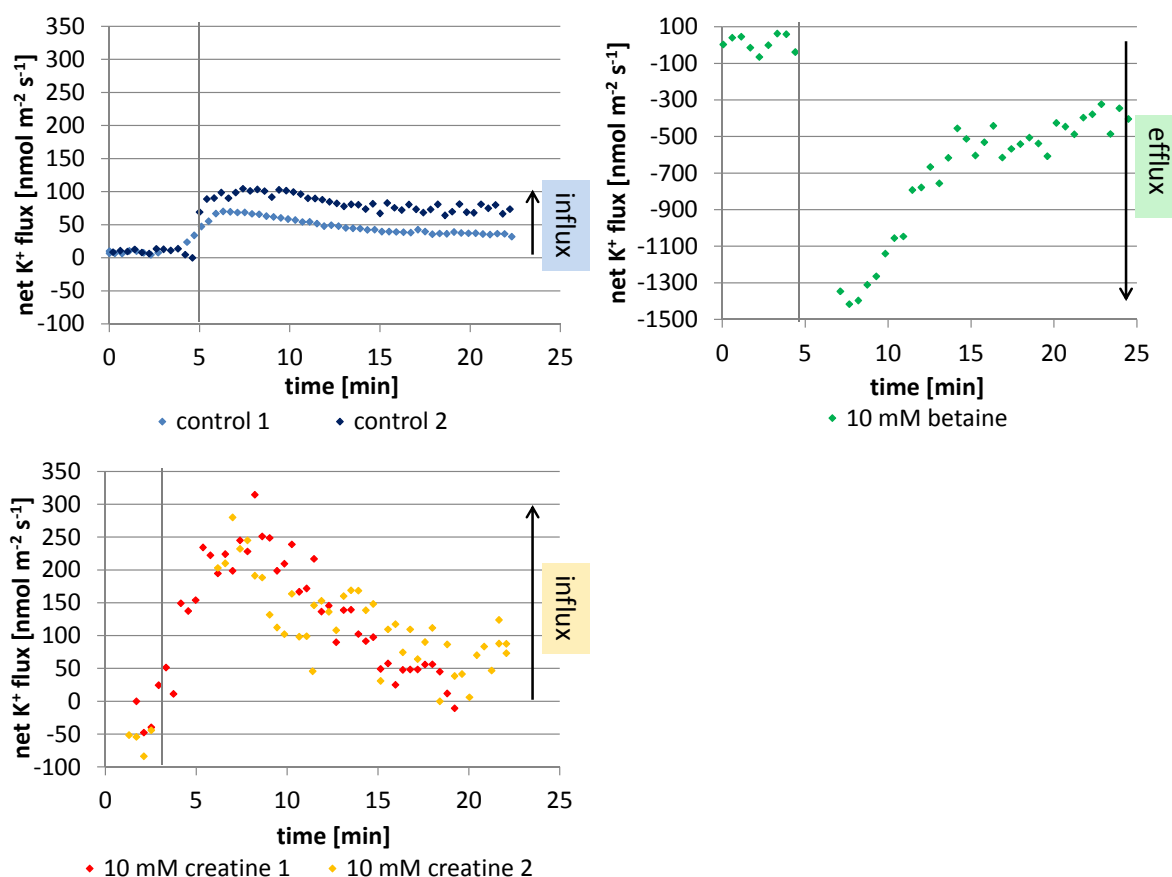 350
300
250
200
150
100
50
0
-50
-100
net K⁺ flux [nmol m⁻² s⁻¹]
0 5 10 15 20 25
time [min]
influx
control 1 control 2
100
-100
-300
-500
-700
-900
-1100
-1300
-1500
net K⁺ flux [nmol m⁻² s⁻¹]
0 5 10 15 20 25
time [min]
efflux
10 mM betaine
350
300
250
200
150
100
50
0
-50
-100
net K⁺ flux [nmol m⁻² s⁻¹]
0 5 10 15 20 25
time [min]
influx
10 mM creatine 1 10 mM creatine 2